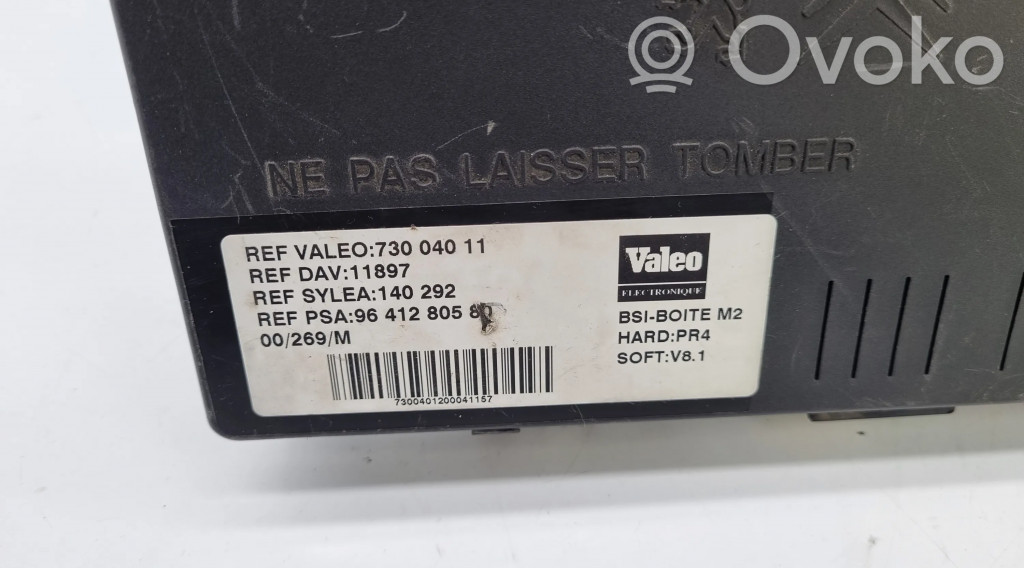 Ovoko
NE PAS LAISSER TOMBER
REF VALEO:730 040 11
REF DAV:11897
REF SYLEA:140 292
REF PSA:96 412 805
00/269/M
7300401200041157
Valeo
ELECTRONIQUE
BSI-BOITE M2
HARD:PR4
SOFT:V8.1